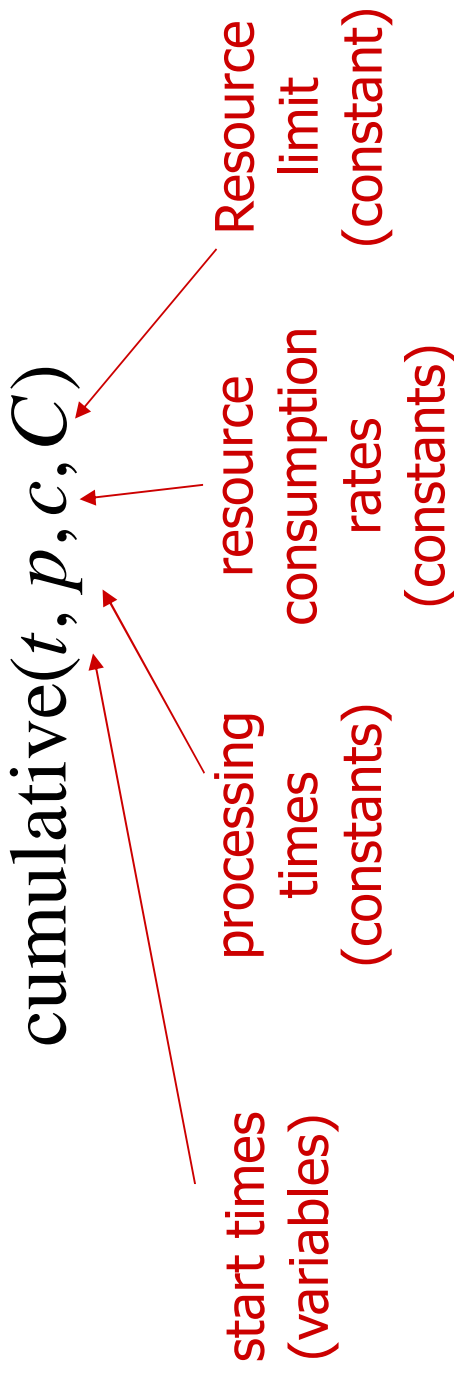 cumulative(t, p, c, C)
start times
(variables)
processing
times
(constants)
resource
consumption
rates
(constants)
Resource
limit
(constant)